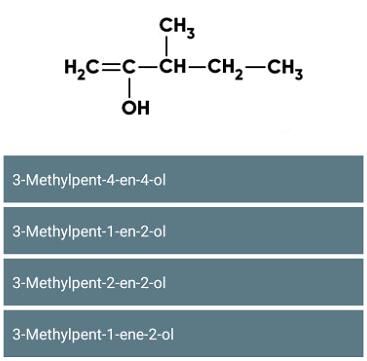 CH₃
H₂C=C—CH—CH₂—CH₃
OH
3-Methylpent-4-en-4-ol
3-Methylpent-1-en-2-ol
3-Methylpent-2-en-2-ol
3-Methylpent-1-ene-2-ol